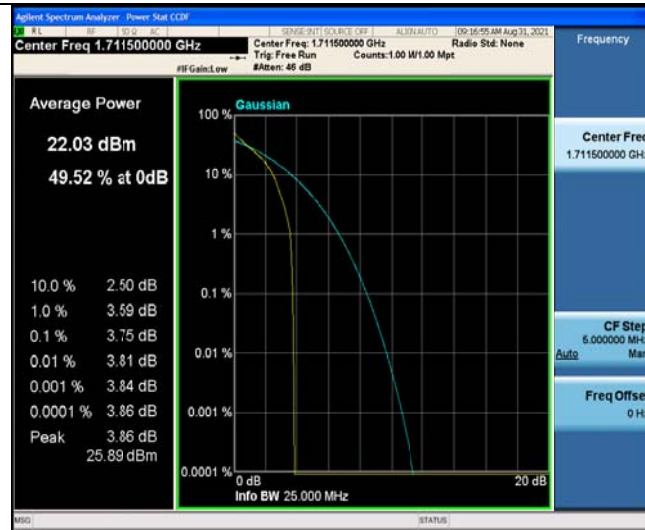 Agilent Spectrum Analyzer Power Stat CCDF
RL RF 50 Ω AC SENSE:INT SOURCE OFF ALIGN AUTO 09:16:55 AM Aug 31, 2021
Center Freq 1.711500000 GHz
Center Freq: 1.711500000 GHz Radio Std: None
Trig: Free Run Counts:1.00 M/1.00 Mpt
#IFGain:Low #Atten: 46 dB
Frequency
Average Power
22.03 dBm
49.52 % at 0dB
10.0 % 2.50 dB
1.0 % 3.59 dB
0.1 % 3.75 dB
0.01 % 3.81 dB
0.001 % 3.84 dB
0.0001 % 3.86 dB
Peak 3.86 dB
25.89 dBm
Gaussian
100 %
10 %
1 %
0.1 %
0.01 %
0.001 %
0.0001 %
0 dB 20 dB
Info BW 25.000 MHz
Center Freq
1.711500000 GHz
CF Step
5.000000 MHz
Auto Man
Freq Offset
0 Hz
MSG STATUS